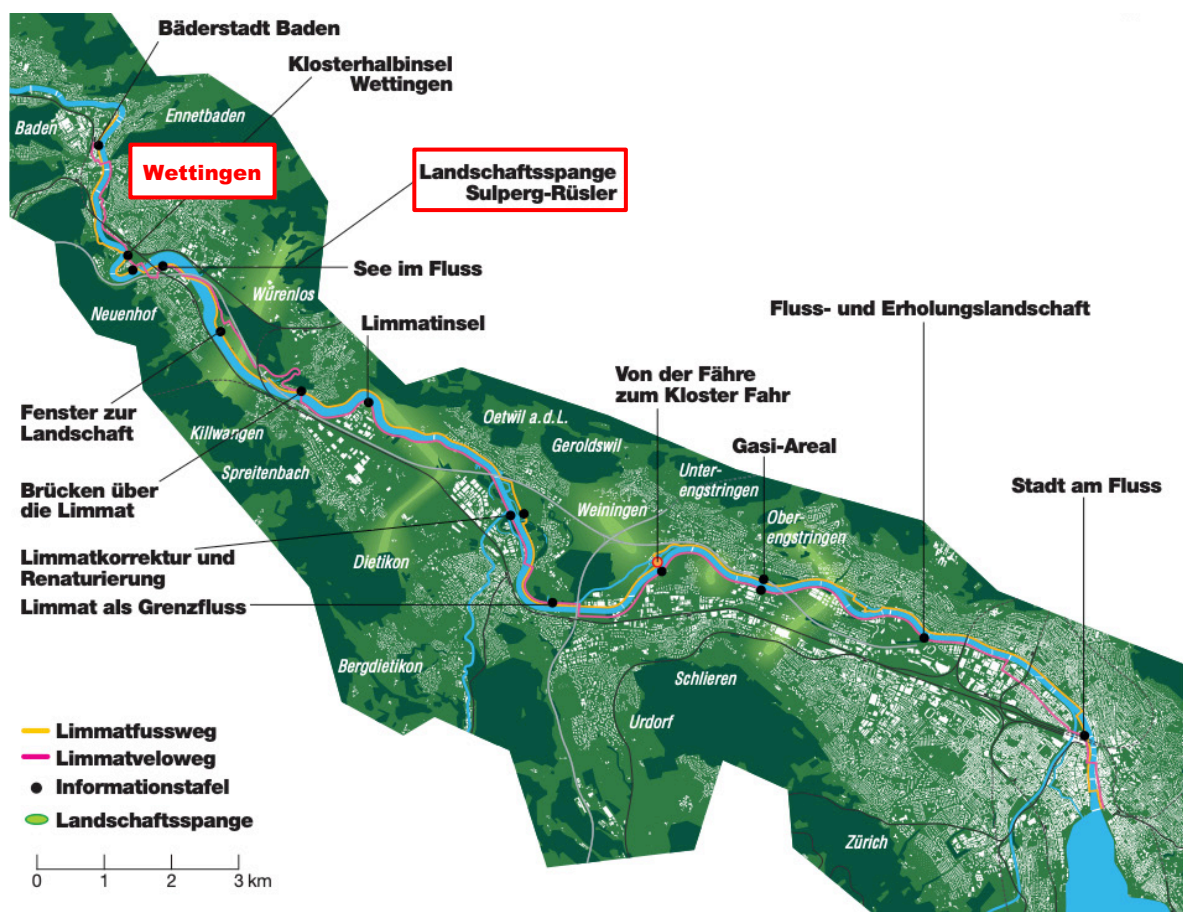 Bäderstadt Baden
Klosterhalbinsel
Wettingen
Ennetbaden
Baden
Wettingen
Landschaftsspange
Sulperg-Rüsler
See im Fluss
Würenlos
Neuenhof
Limmatinsel
Fluss- und Erholungslandschaft
Von der Fähre
zum Kloster Fahr
Fenster zur
Landschaft
Killwangen
Oetwil a.d.L.
Geroldswil
Gasi-Areal
Spreitenbach
Unter-
engstringen
Stadt am Fluss
Brücken über
die Limmat
Weiningen
Ober-
engstringen
Limmatkorrektur und
Renaturierung
Dietikon
Limmat als Grenzfluss
Bergdietikon
Schlieren
Urdorf
Limmatfussweg
Limmatveloweg
Informationstafel
Landschaftsspange
Zürich
0 1 2 3 km